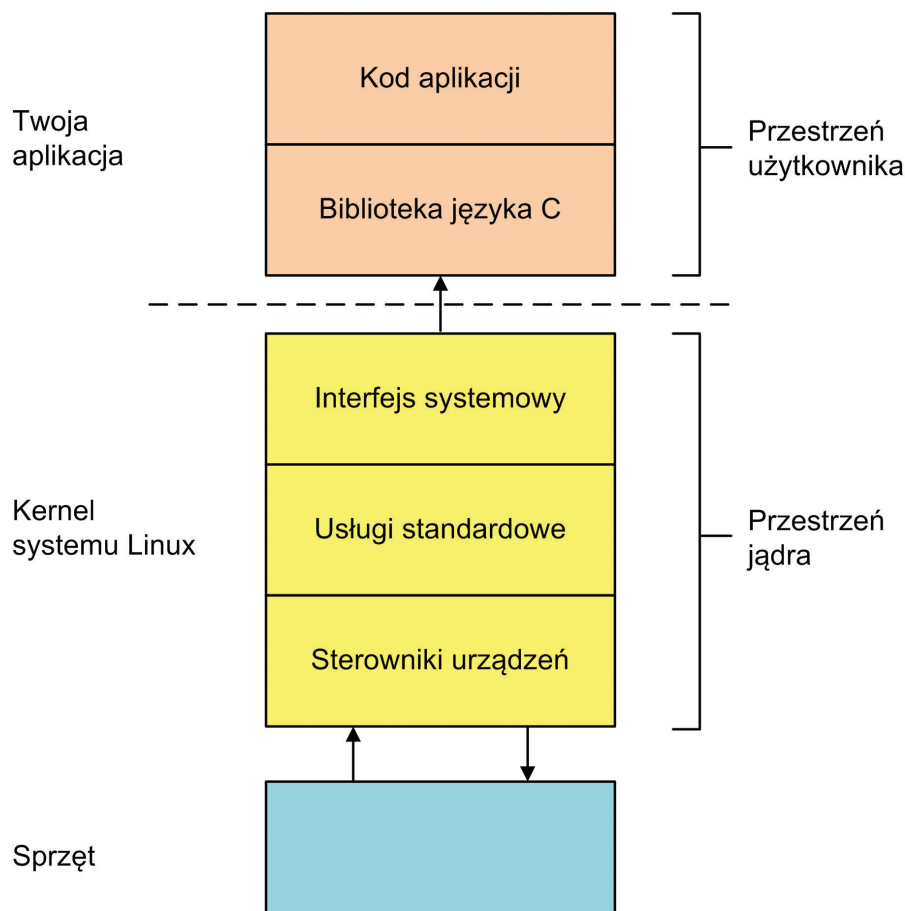 Kod aplikacji
Twoja
aplikacja
Przestrzeń
użytkownika
Biblioteka języka C
Interfejs systemowy
Kernel
systemu Linux
Usługi standardowe
Przestrzeń
jądra
Sterowniki urządzeń
Sprzęt